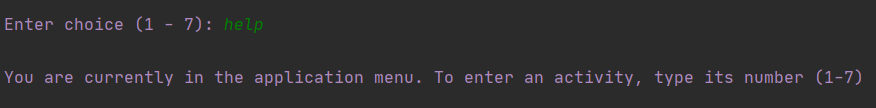 Enter choice (1 - 7): help
You are currently in the application menu. To enter an activity, type its number (1-7)